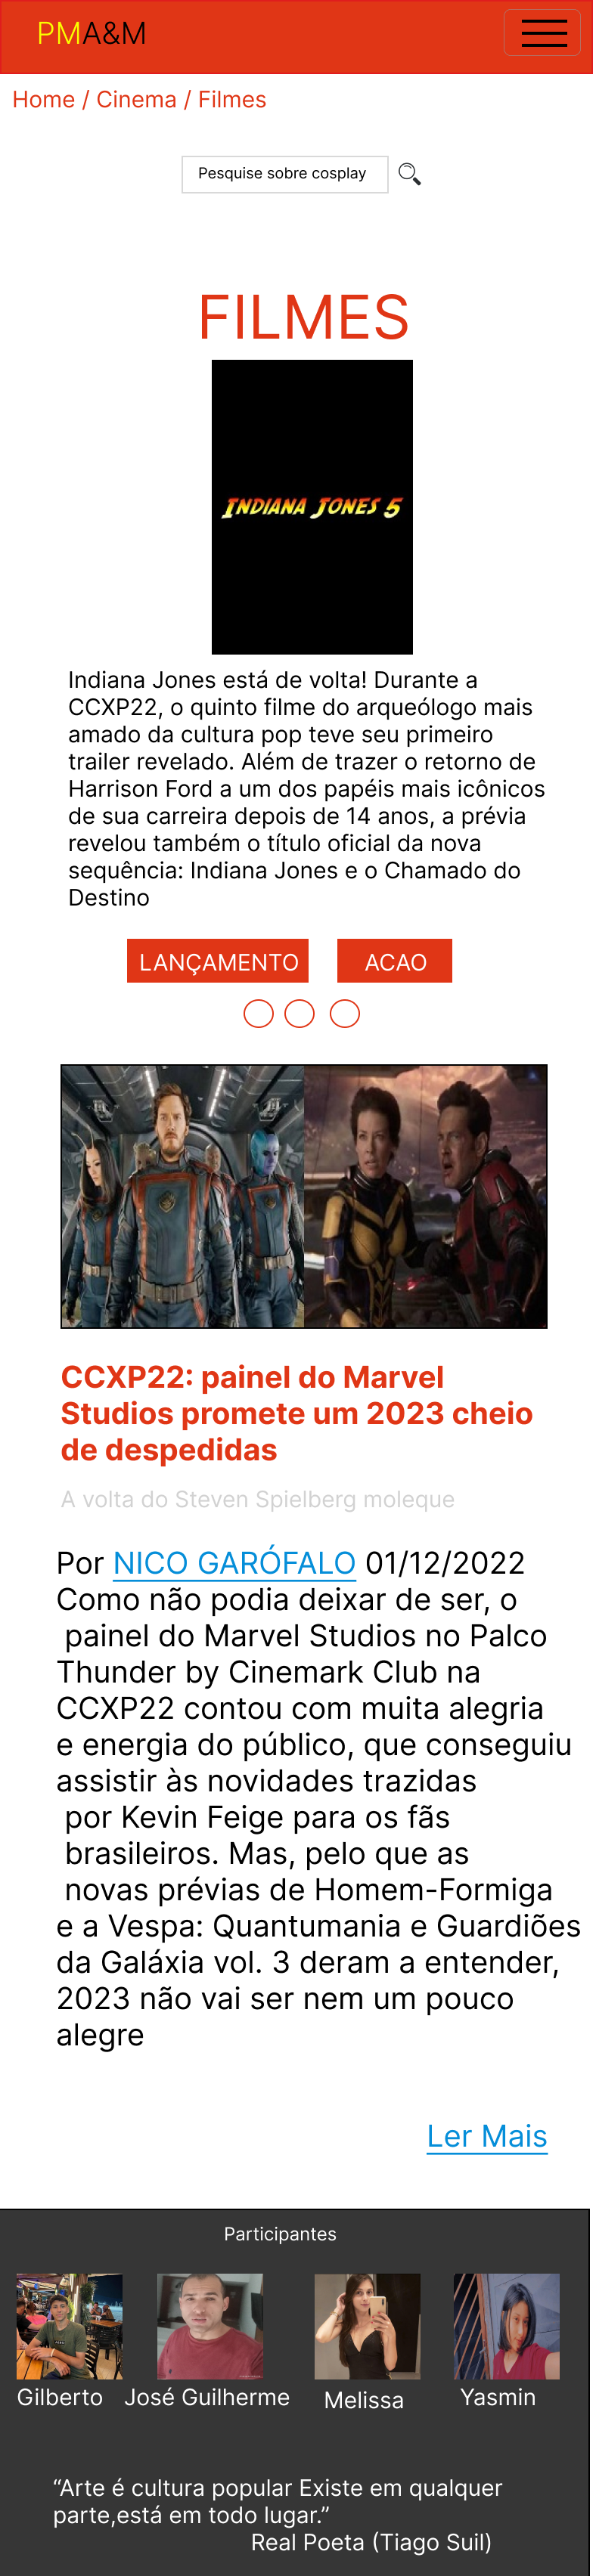 PMA&M
Home / Cinema / Filmes
Pesquise sobre cosplay
FILMES
INDIANA JONES 5
Indiana Jones está de volta! Durante a
CCXP22, o quinto filme do arqueólogo mais
amado da cultura pop teve seu primeiro
trailer revelado. Além de trazer o retorno de
Harrison Ford a um dos papéis mais icônicos
de sua carreira depois de 14 anos, a prévia
revelou também o título oficial da nova
sequência: Indiana Jones e o Chamado do
Destino
LANÇAMENTO ACAO
CCXP22: painel do Marvel
Studios promete um 2023 cheio
de despedidas
A volta do Steven Spielberg moleque
Por NICO GARÓFALO 01/12/2022
Como não podia deixar de ser, o
painel do Marvel Studios no Palco
Thunder by Cinemark Club na
CCXP22 contou com muita alegria
e energia do público, que conseguiu
assistir às novidades trazidas
por Kevin Feige para os fãs
brasileiros. Mas, pelo que as
novas prévias de Homem-Formiga
e a Vespa: Quantumania e Guardiões
da Galáxia vol. 3 deram a entender,
2023 não vai ser nem um pouco
alegre
Ler Mais
Participantes
Gilberto José Guilherme Melissa Yasmin
“Arte é cultura popular Existe em qualquer
parte,está em todo lugar.”
Real Poeta (Tiago Suil)